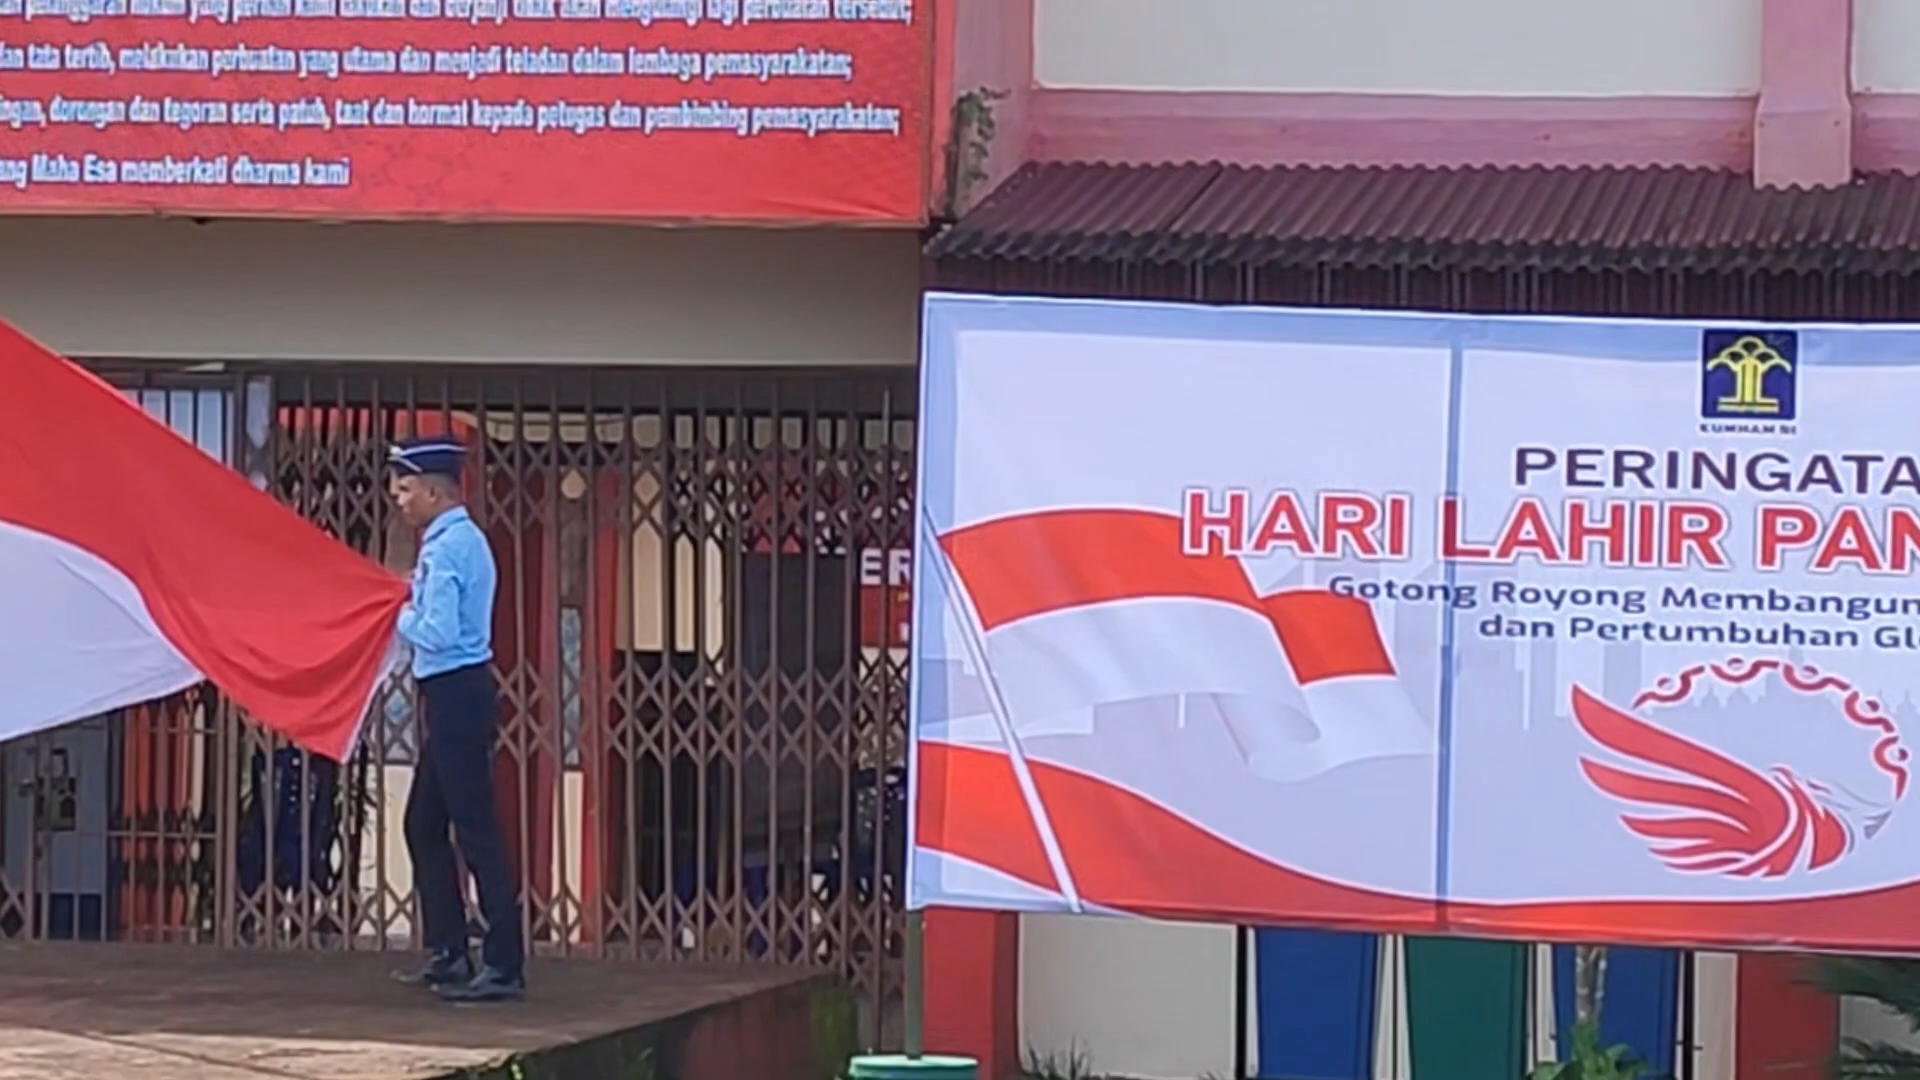 dan tata tertib, melakukan perbuatan yang utama dan menjadi teladan dalam lembaga pemasyarakatan;
dorongan dan tegoran serta patuh, taat dan hormat kepada petugas dan pembimbing pemasyarakatan;
Maha Esa memberkati dharma kami
KUMHAM RI
PERINGATA
HARI LAHIR PAN
Gotong Royong Membangun
dan Pertumbuhan Gl
ER